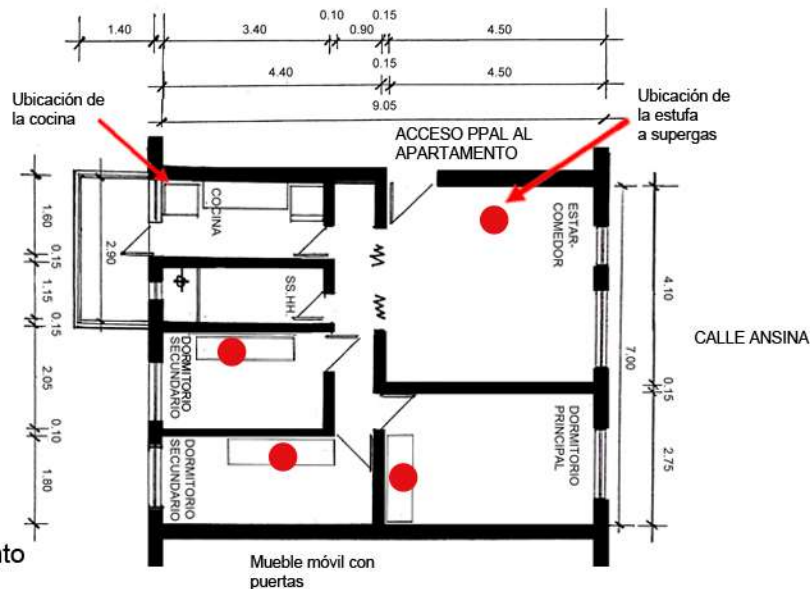 0.10 0.15
1.40 3.40 0.90 4.50
0.15
4.40 4.50
9.05
Ubicación de
la cocina
Ubicación de
la estufa
a supergas
ACCESO PPAL AL
APARTAMENTO
COCINA
ESTAR-
COMEDOR
SS.HH.
DORMITORIO
SECUNDARIO
DORMITORIO
SECUNDARIO
DORMITORIO
PRINCIPAL
1.60
0.15
1.15
0.15
2.05
0.10
1.80
2.90
4.10
0.15
2.75
7.00
CALLE ANSINA
Mueble móvil con
puertas